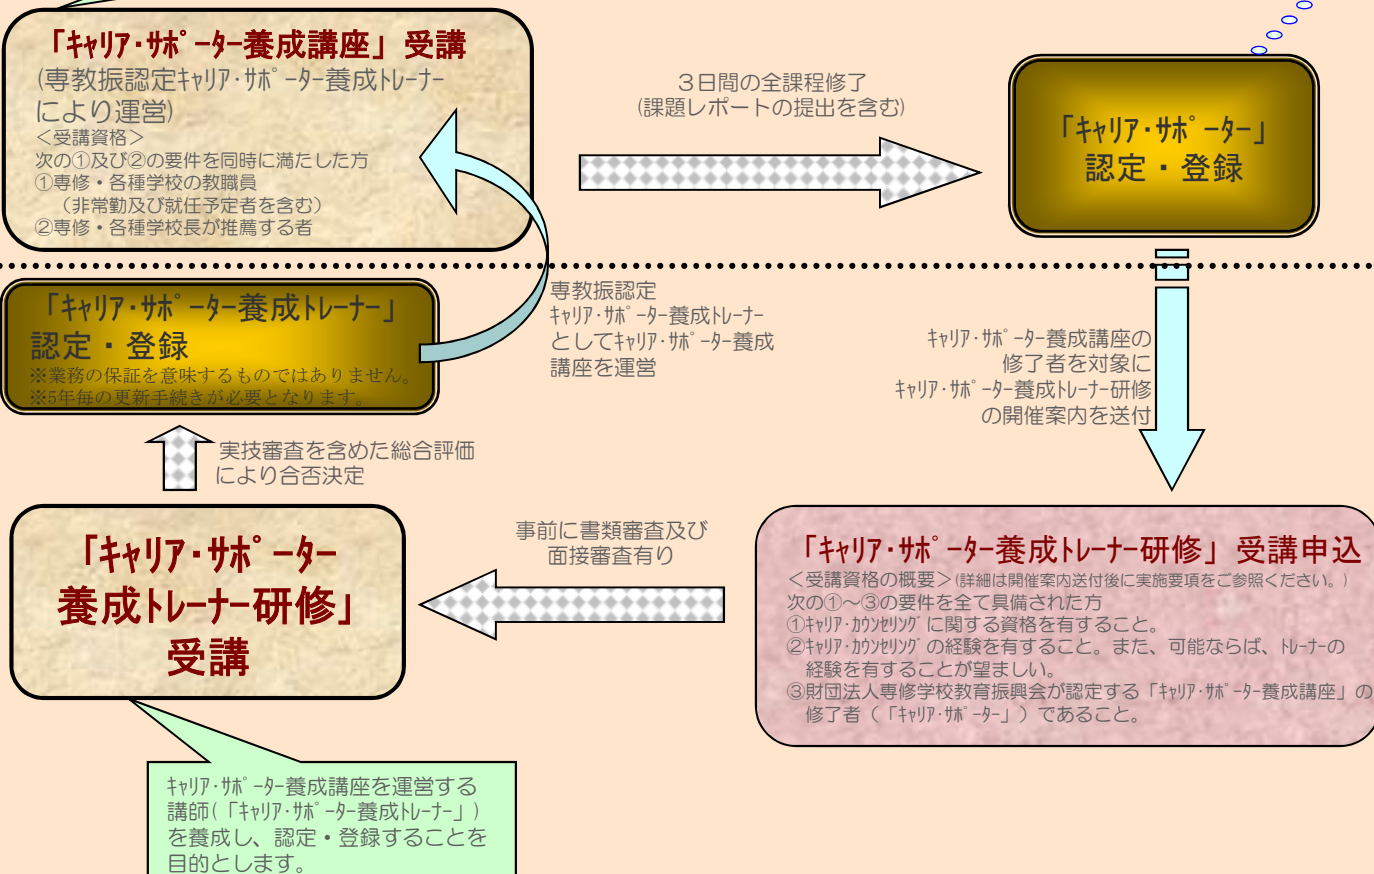 「ｷｬﾘｱ･ｻﾎﾟｰﾀｰ養成講座」受講
(専教振認定ｷｬﾘｱ･ｻﾎﾟｰﾀｰ養成ﾄﾚｰﾅｰ
により運営)
＜受講資格＞
次の①及び②の要件を同時に満たした方
①専修・各種学校の教職員
（非常勤及び就任予定者を含む）
②専修・各種学校長が推薦する者
３日間の全課程修了
(課題レポートの提出を含む)
「ｷｬﾘｱ･ｻﾎﾟｰﾀｰ」
認定・登録
「ｷｬﾘｱ･ｻﾎﾟｰﾀｰ養成ﾄﾚｰﾅｰ」
認定・登録
※業務の保証を意味するものではありません。
※5年毎の更新手続きが必要となります。
専教振認定
ｷｬﾘｱ･ｻﾎﾟｰﾀｰ養成ﾄﾚｰﾅｰ
としてｷｬﾘｱ･ｻﾎﾟｰﾀｰ養成
講座を運営
ｷｬﾘｱ･ｻﾎﾟｰﾀｰ養成講座の
修了者を対象に
ｷｬﾘｱ･ｻﾎﾟｰﾀｰ養成ﾄﾚｰﾅｰ研修
の開催案内を送付
実技審査を含めた総合評価
により合否決定
「ｷｬﾘｱ･ｻﾎﾟｰﾀｰ
養成ﾄﾚｰﾅｰ研修」
受講
事前に書類審査及び
面接審査有り
「ｷｬﾘｱ･ｻﾎﾟｰﾀｰ養成ﾄﾚｰﾅｰ研修」受講申込
＜受講資格の概要＞(詳細は開催案内送付後に実施要項をご参照ください。)
次の①～③の要件を全て具備された方
①ｷｬﾘｱ･ｶｳﾝｾﾘﾝｸﾞに関する資格を有すること。
②ｷｬﾘｱ･ｶｳﾝｾﾘﾝｸﾞの経験を有すること。また、可能ならば、ﾄﾚｰﾅｰの
経験を有することが望ましい。
③財団法人専修学校教育振興会が認定する「ｷｬﾘｱ･ｻﾎﾟｰﾀｰ養成講座」の
修了者（「ｷｬﾘｱ･ｻﾎﾟｰﾀｰ」）であること。
ｷｬﾘｱ･ｻﾎﾟｰﾀｰ養成講座を運営する
講師(「ｷｬﾘｱ･ｻﾎﾟｰﾀｰ養成ﾄﾚｰﾅｰ」)
を養成し、認定・登録することを
目的とします。